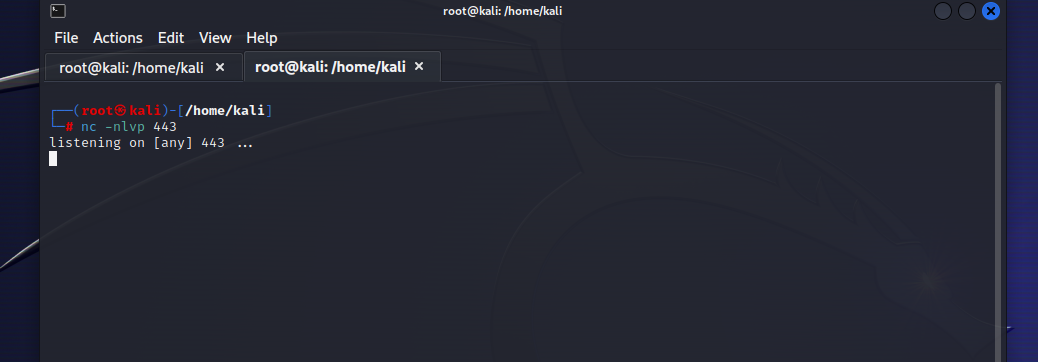 root@kali: /home/kali
File Actions Edit View Help
root@kali: /home/kali × root@kali: /home/kali ×
┌──(root㉿kali)-[/home/kali]
└─# nc -nlvp 443
listening on [any] 443 ...